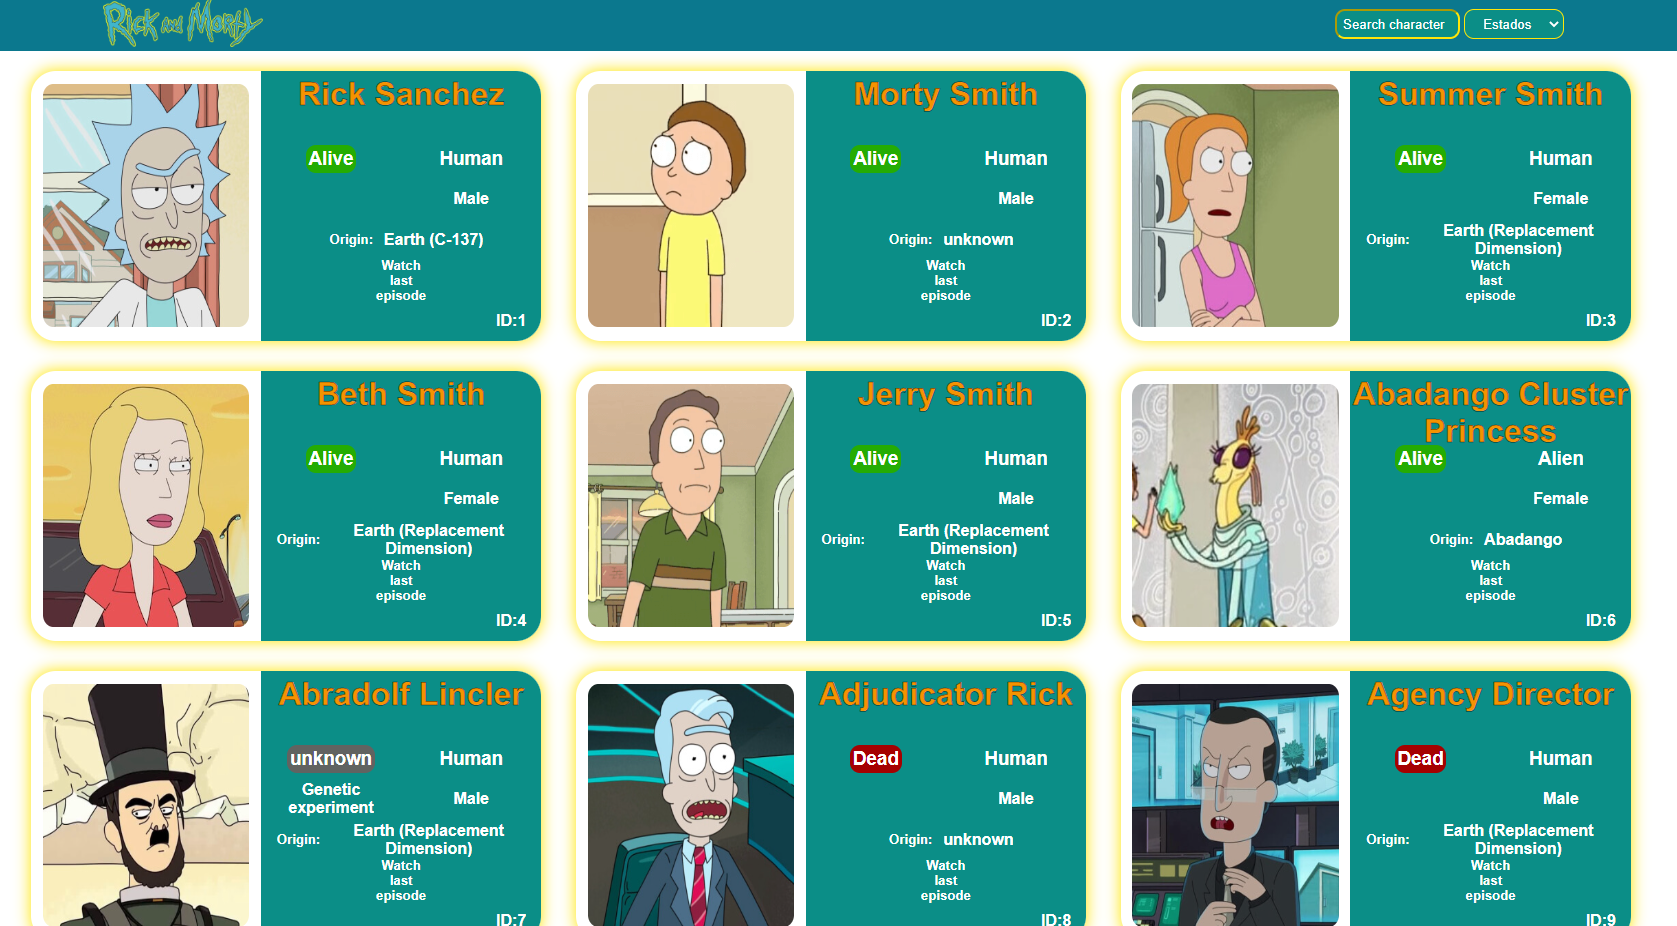 Rick and Morty
Search character
Estados
Rick Sanchez
Alive
Human
Male
Origin: Earth (C-137)
Watch
last
episode
ID:1
Morty Smith
Alive
Human
Male
Origin: unknown
Watch
last
episode
ID:2
Summer Smith
Alive
Human
Female
Origin: Earth (Replacement
Dimension)
Watch
last
episode
ID:3
Beth Smith
Alive
Human
Female
Origin: Earth (Replacement
Dimension)
Watch
last
episode
ID:4
Jerry Smith
Alive
Human
Male
Origin: Earth (Replacement
Dimension)
Watch
last
episode
ID:5
Abadango Cluster
Princess
Alive
Alien
Female
Origin: Abadango
Watch
last
episode
ID:6
Abradolf Lincler
unknown
Human
Genetic
experiment
Male
Origin: Earth (Replacement
Dimension)
Watch
last
episode
ID:7
Adjudicator Rick
Dead
Human
Male
Origin: unknown
Watch
last
episode
ID:8
Agency Director
Dead
Human
Male
Origin: Earth (Replacement
Dimension)
Watch
last
episode
ID:9